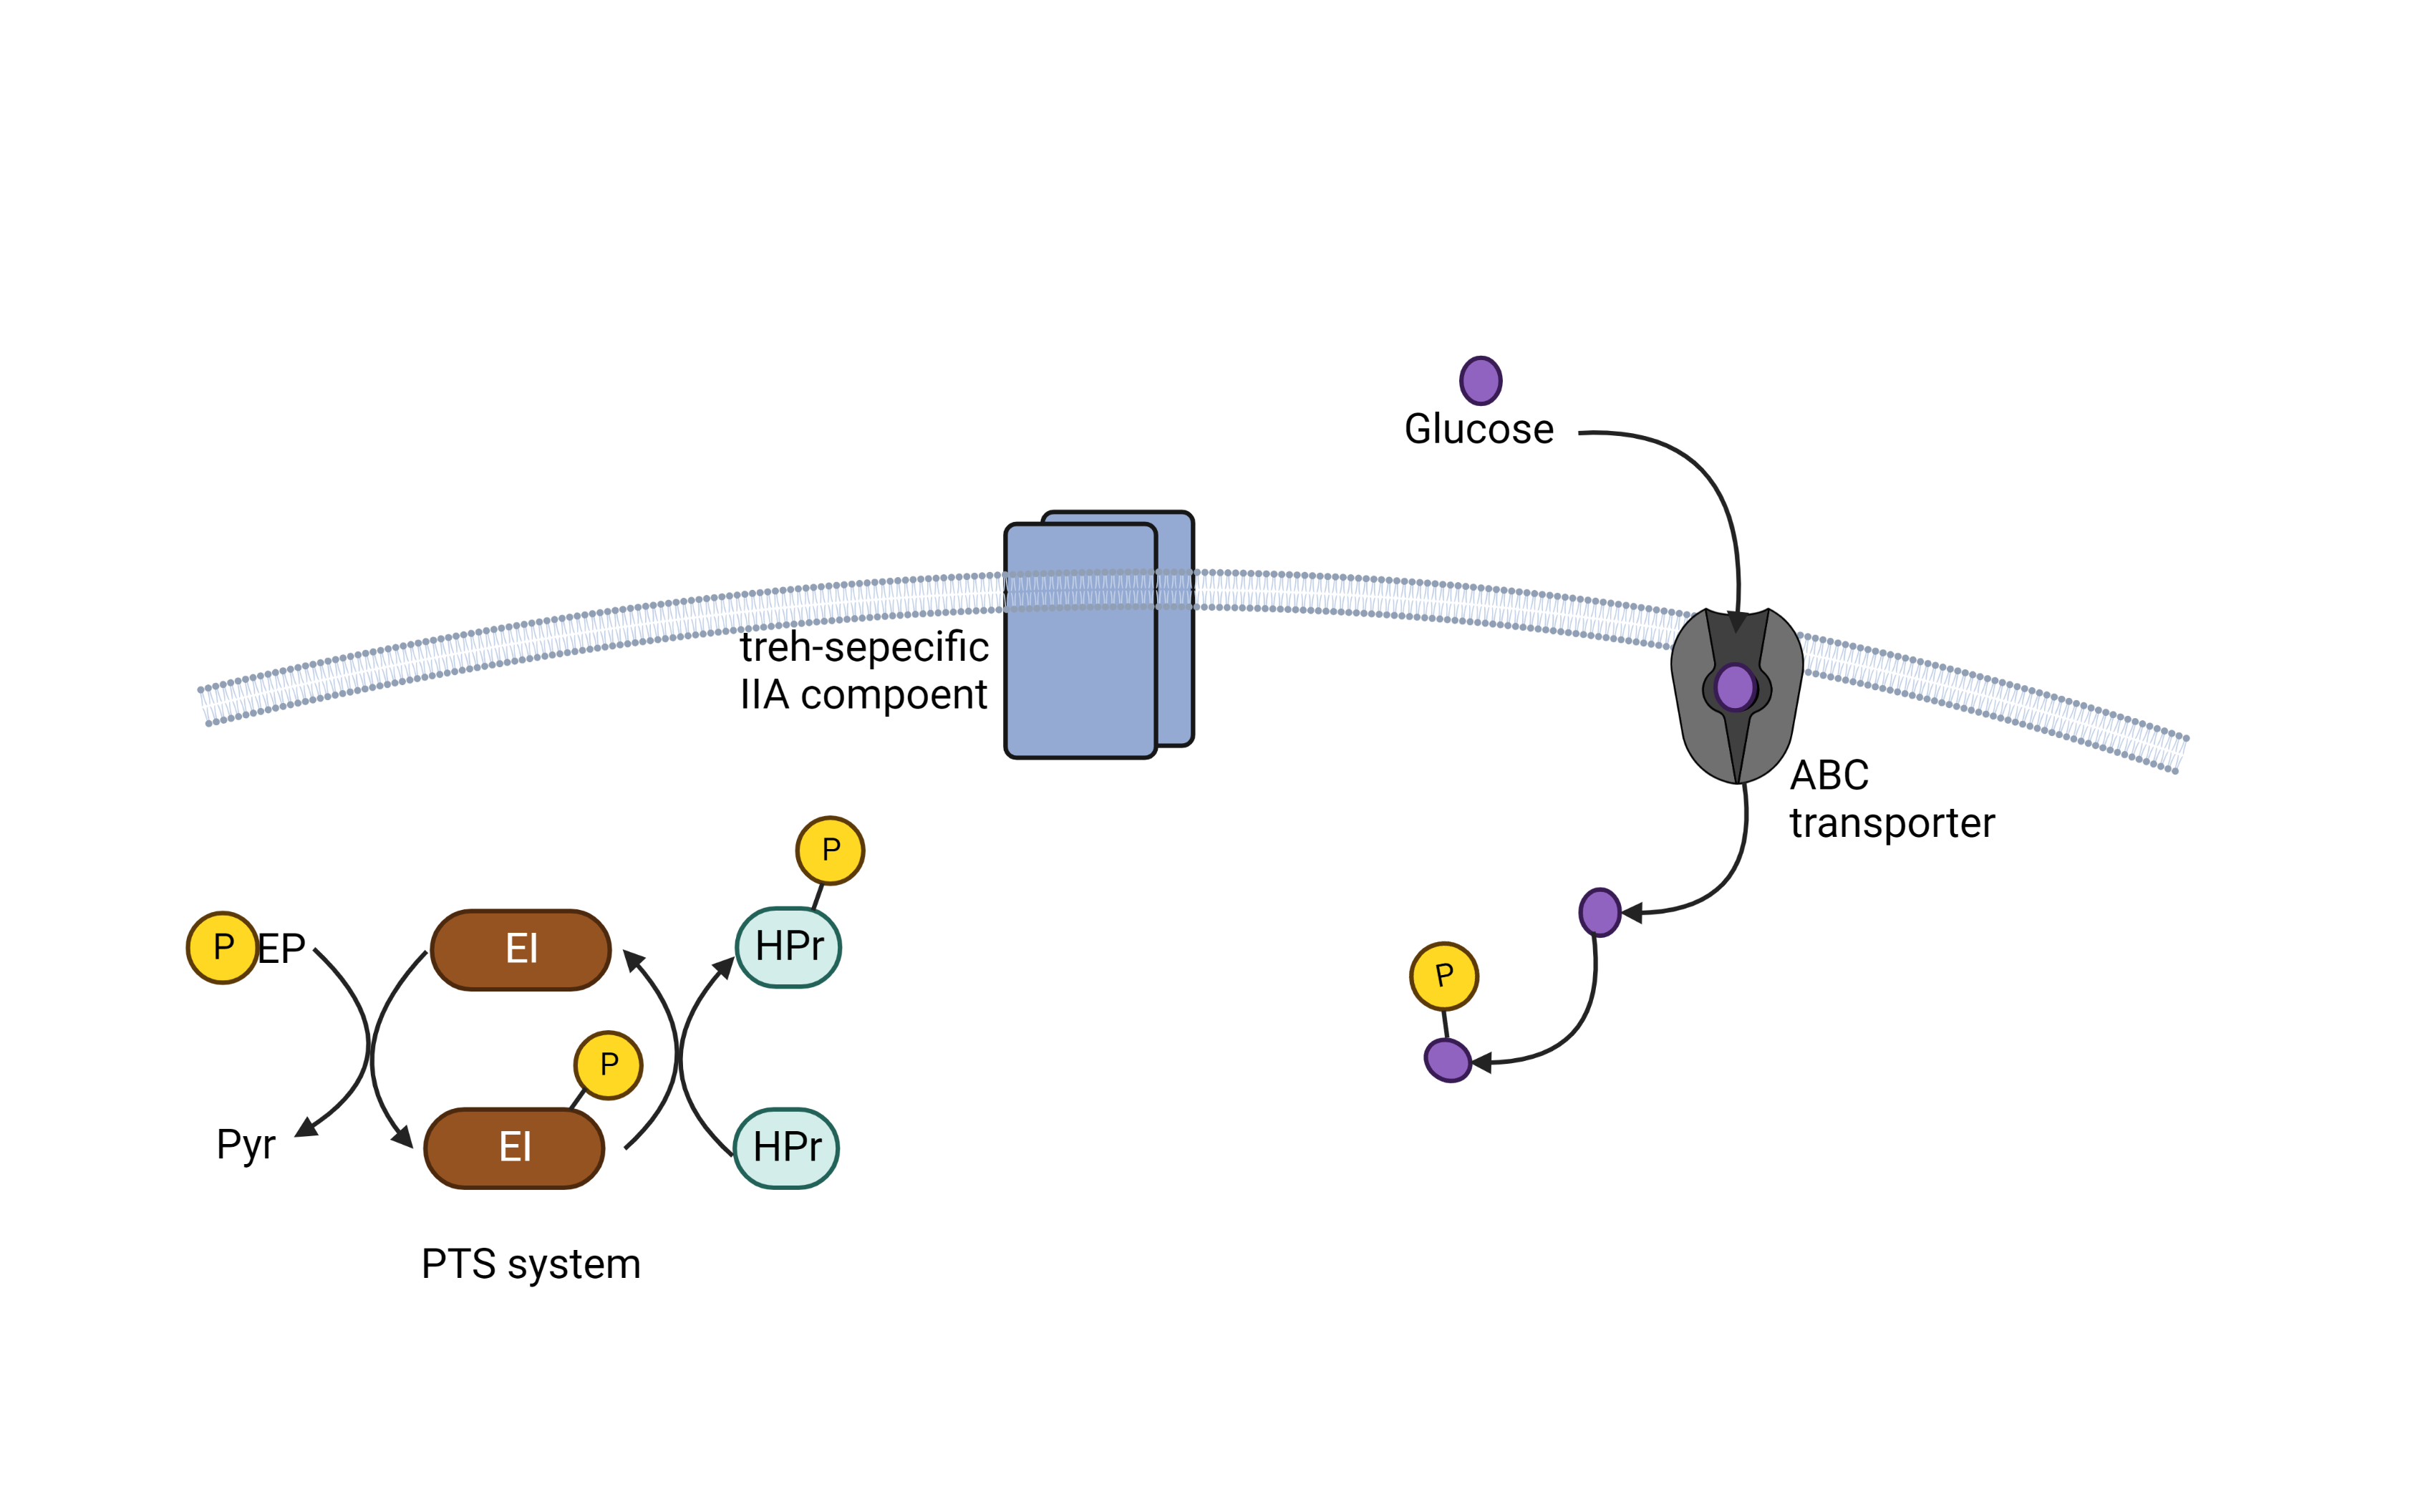 Glucose
treh-sepecific
IIA compoent
ABC
transporter
P
P EP
EI
HPr
P
P
Pyr
EI
HPr
PTS system